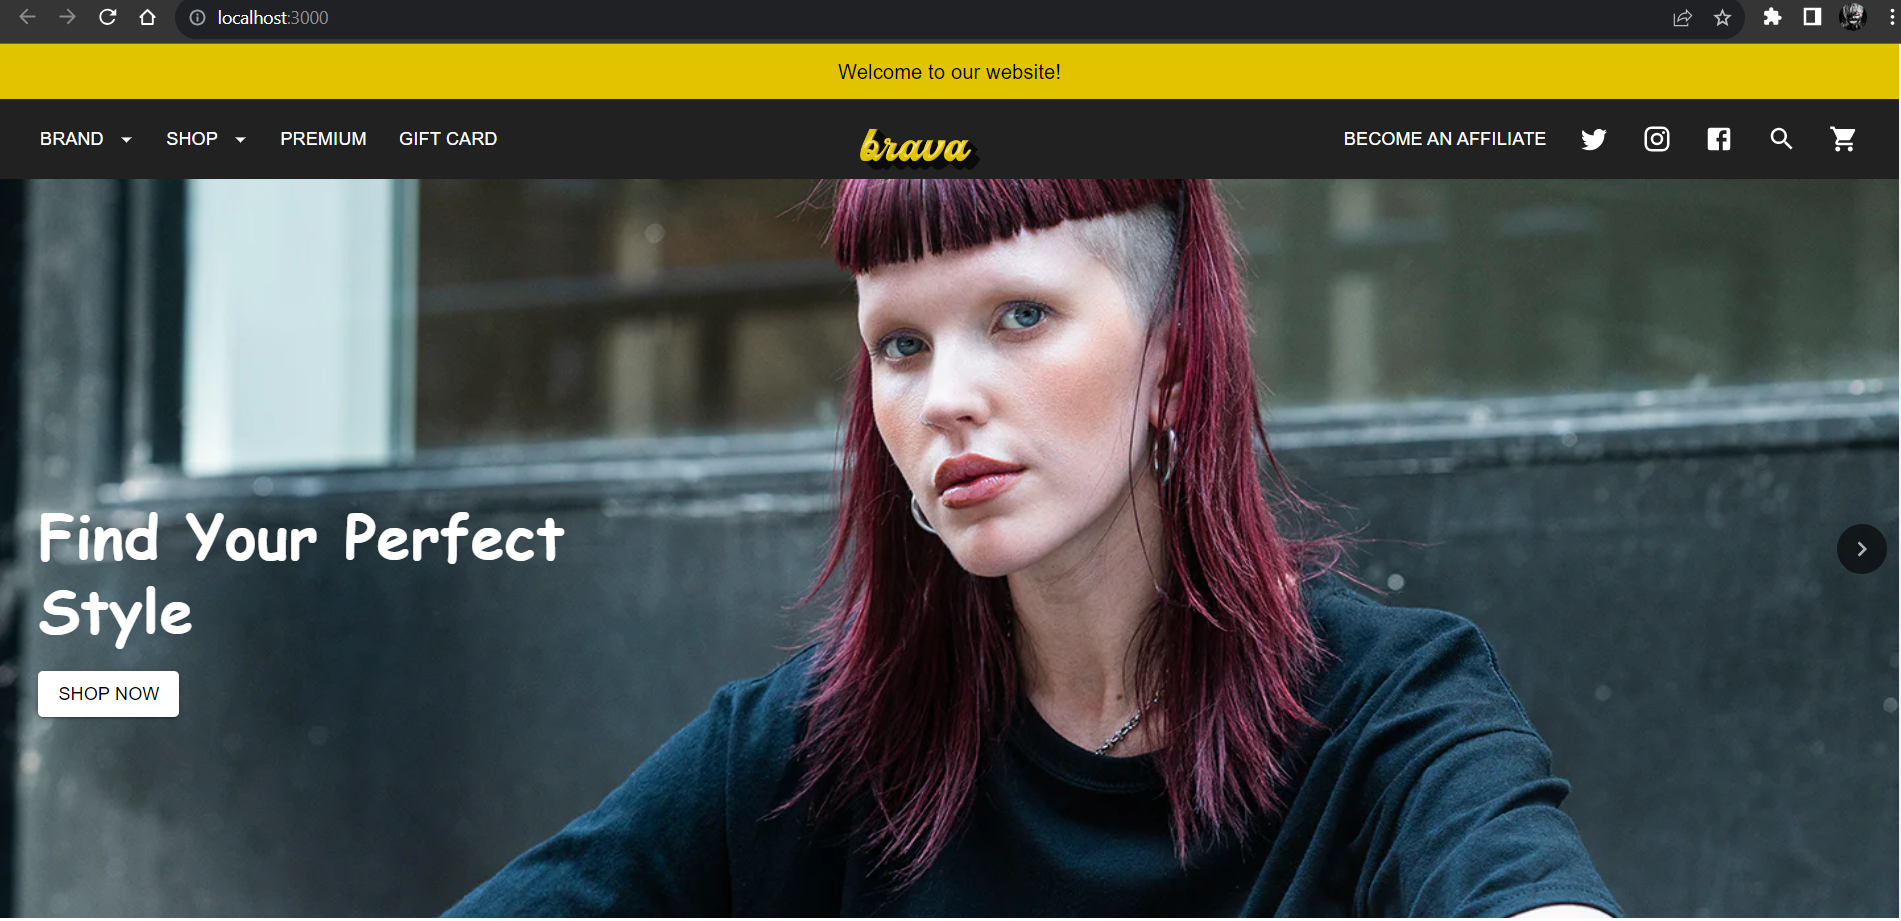 localhost:3000
Welcome to our website!
BRAND SHOP PREMIUM GIFT CARD brava BECOME AN AFFILIATE
Find Your Perfect
Style
SHOP NOW